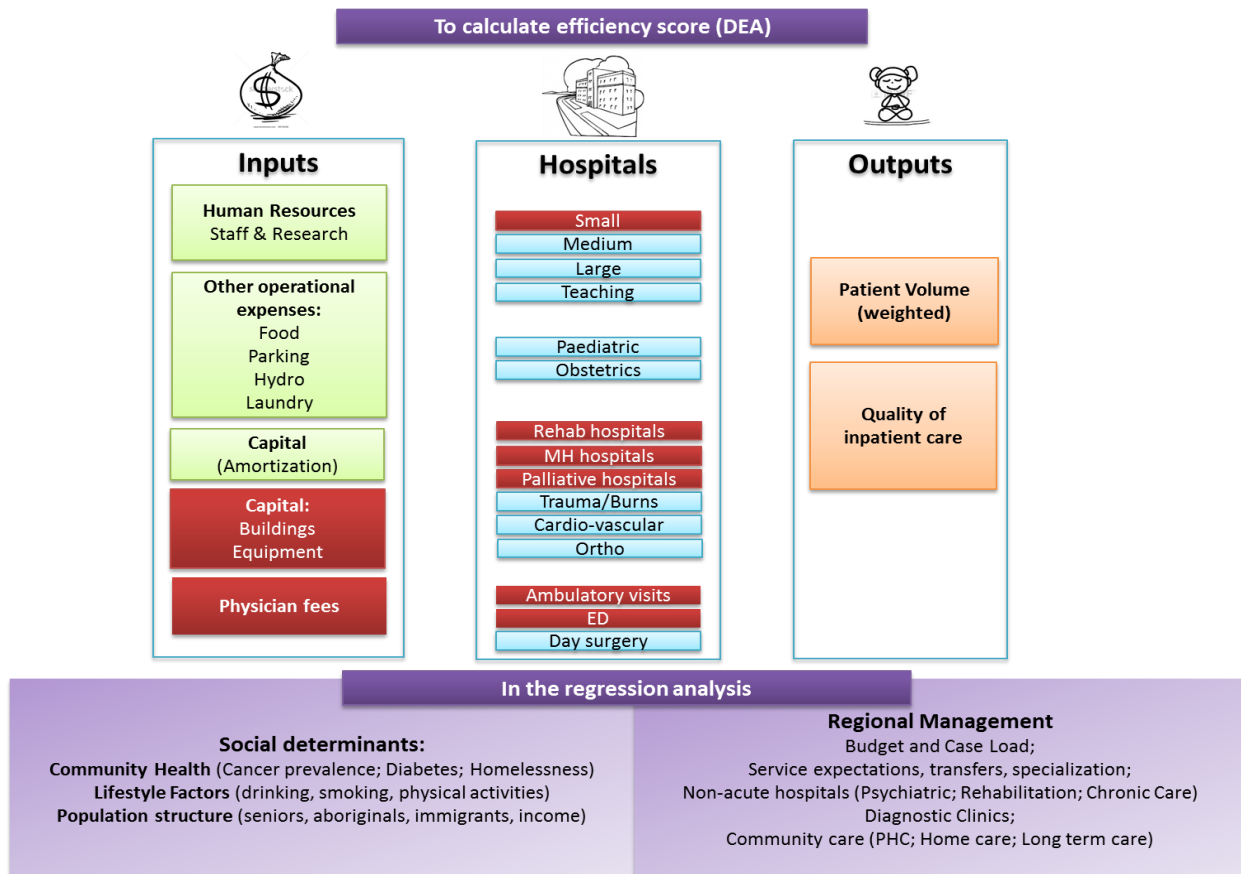 To calculate efficiency score (DEA)
Inputs
Human Resources
Staff & Research
Other operational
expenses:
Food
Parking
Hydro
Laundry
Capital
(Amortization)
Capital:
Buildings
Equipment
Physician fees
Hospitals
Small
Medium
Large
Teaching
Paediatric
Obstetrics
Rehab hospitals
MH hospitals
Palliative hospitals
Trauma/Burns
Cardio-vascular
Ortho
Ambulatory visits
ED
Day surgery
Outputs
Patient Volume
(weighted)
Quality of
inpatient care
In the regression analysis
Social determinants:
Community Health (Cancer prevalence; Diabetes; Homelessness)
Lifestyle Factors (drinking, smoking, physical activities)
Population structure (seniors, aboriginals, immigrants, income)
Regional Management
Budget and Case Load;
Service expectations, transfers, specialization;
Non-acute hospitals (Psychiatric; Rehabilitation; Chronic Care)
Diagnostic Clinics;
Community care (PHC; Home care; Long term care)